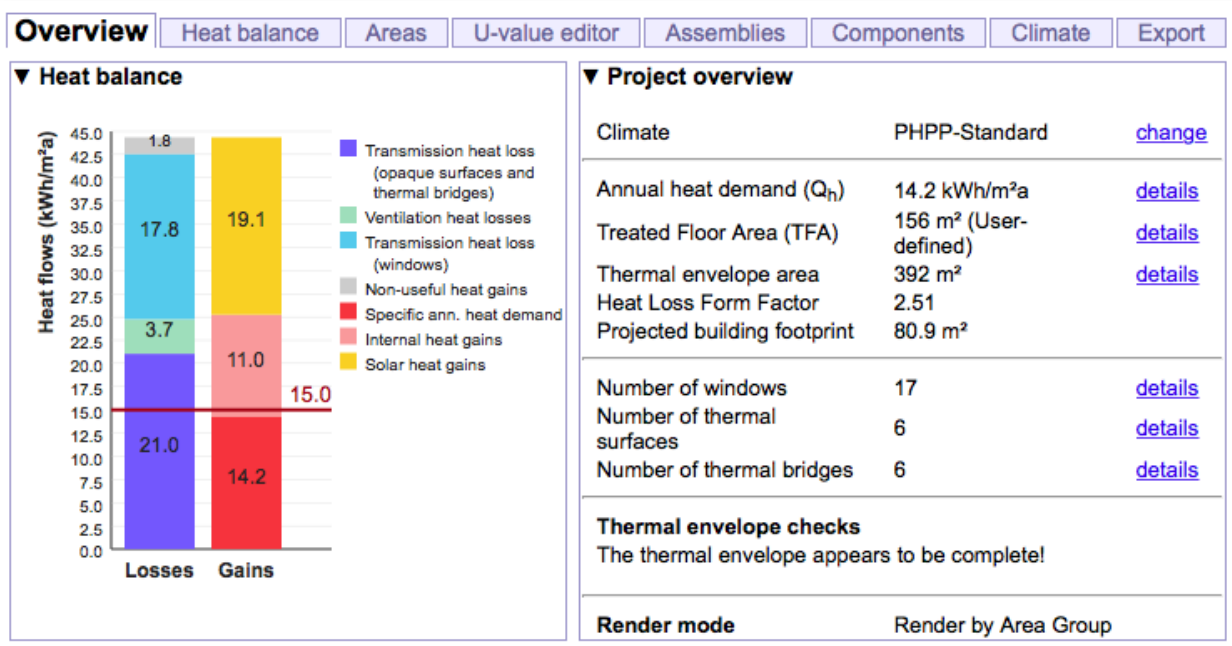 Overview
Heat balance
Areas
U-value editor
Assemblies
Components
Climate
Export
▼ Heat balance
Heat flows (kWh/m²a)
45.0
42.5
40.0
37.5
35.0
32.5
30.0
27.5
25.0
22.5
20.0
17.5
15.0
12.5
10.0
7.5
5.0
2.5
0.0
1.8
17.8
3.7
21.0
19.1
11.0
14.2
15.0
Losses
Gains
Transmission heat loss
(opaque surfaces and
thermal bridges)
Ventilation heat losses
Transmission heat loss
(windows)
Non-useful heat gains
Specific ann. heat demand
Internal heat gains
Solar heat gains
▼ Project overview
Climate PHPP-Standard change
Annual heat demand (Qh) 14.2 kWh/m²a details
Treated Floor Area (TFA) 156 m² (User-
defined) details
Thermal envelope area 392 m² details
Heat Loss Form Factor 2.51
Projected building footprint 80.9 m²
Number of windows 17 details
Number of thermal
surfaces 6 details
Number of thermal bridges 6 details
Thermal envelope checks
The thermal envelope appears to be complete!
Render mode Render by Area Group